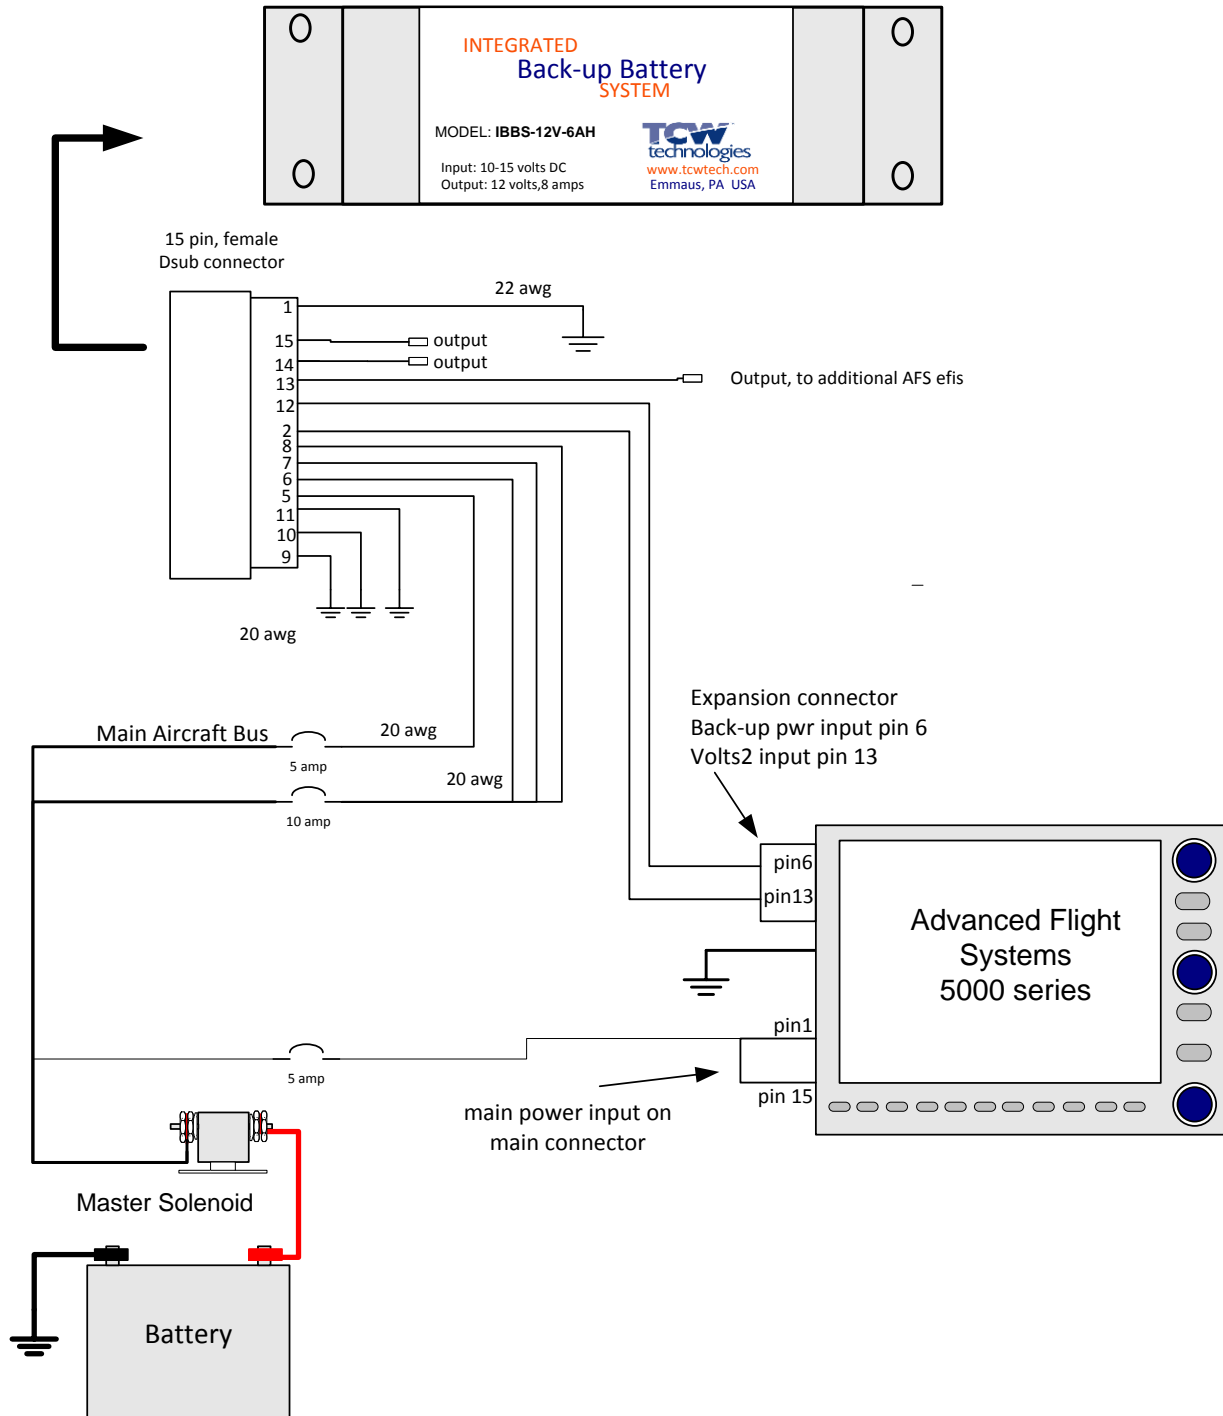 INTEGRATED
Back-up Battery
SYSTEM
MODEL: IBBS-12V-6AH
Input: 10-15 volts DC
Output: 12 volts,8 amps
TCW
technologies
www.tcwtech.com
Emmaus, PA USA
15 pin, female
Dsub connector
22 awg
1
15
output
14
output
13
Output, to additional AFS efis
12
2
8
7
6
5
11
10
9
20 awg
Main Aircraft Bus
20 awg
5 amp
20 awg
10 amp
Expansion connector
Back-up pwr input pin 6
Volts2 input pin 13
pin6
pin13
Advanced Flight
Systems
5000 series
pin1
pin 15
5 amp
main power input on
main connector
Master Solenoid
Battery